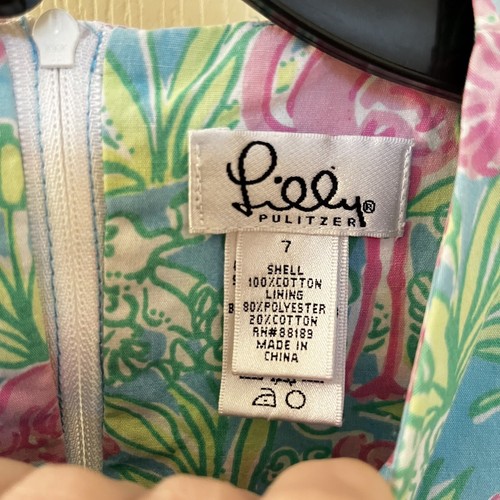 Lilly®
PULITZER
7
SHELL
100%COTTON
LINING
80%POLYESTER
20%COTTON
RN#88189
MADE IN
CHINA